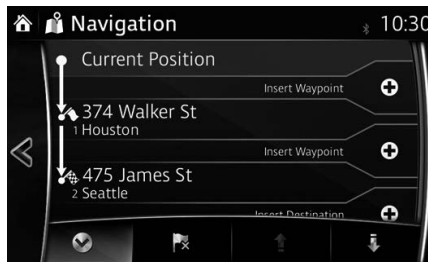 Navigation
10:30
Current Position
Insert Waypoint
374 Walker St
1 Houston
Insert Waypoint
475 James St
2 Seattle
Insert Destination